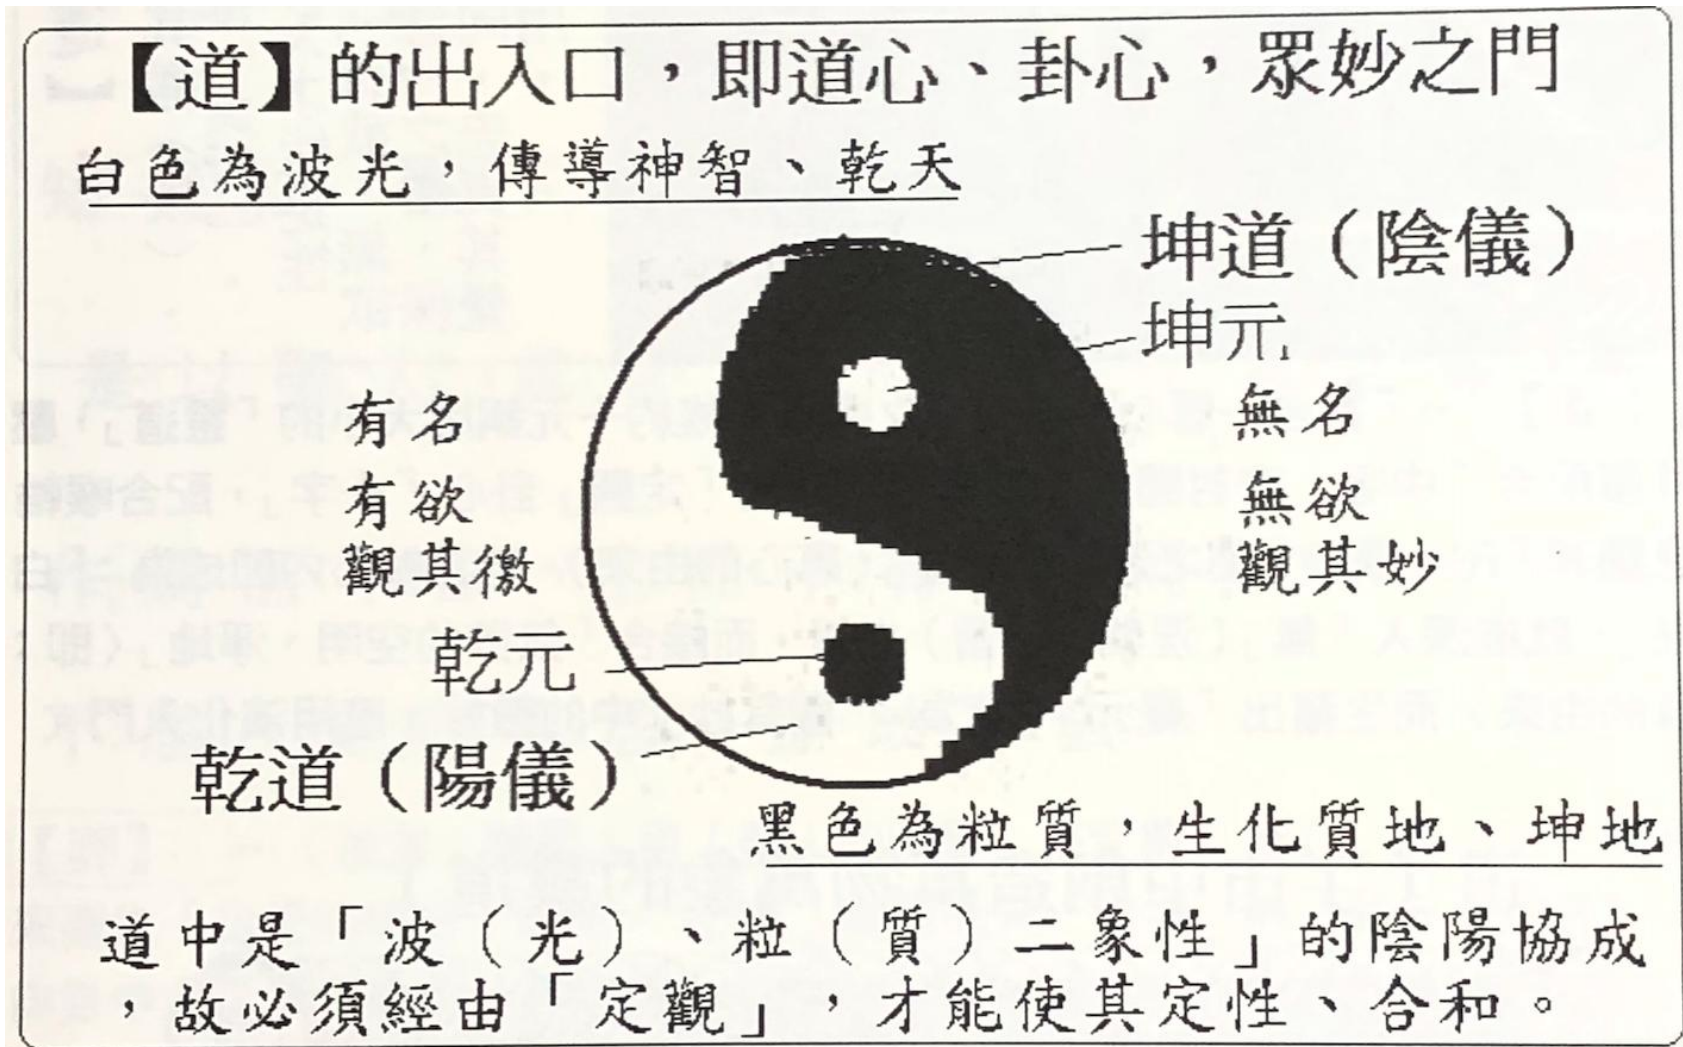 【道】的出入口，即道心、卦心，眾妙之門
白色為波光，傳導神智、乾天
坤道（陰儀）
坤元
有名
有欲
觀其徼
無名
無欲
觀其妙
乾元
乾道（陽儀）
黑色為粒質，生化質地、坤地
道中是「波（光）、粒（質）二象性」的陰陽協成
，故必須經由「定觀」，才能使其定性、合和。